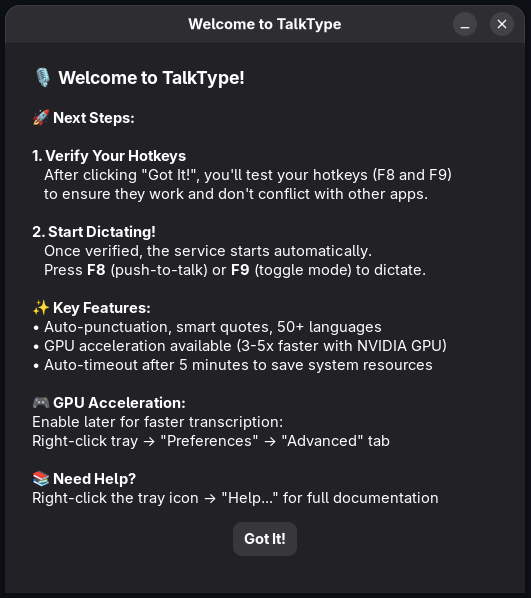 Welcome to TalkType
🎙️ Welcome to TalkType!
🚀 Next Steps:
1. Verify Your Hotkeys
After clicking "Got It!", you'll test your hotkeys (F8 and F9)
to ensure they work and don't conflict with other apps.
2. Start Dictating!
Once verified, the service starts automatically.
Press F8 (push-to-talk) or F9 (toggle mode) to dictate.
✨ Key Features:
• Auto-punctuation, smart quotes, 50+ languages
• GPU acceleration available (3-5x faster with NVIDIA GPU)
• Auto-timeout after 5 minutes to save system resources
🎮 GPU Acceleration:
Enable later for faster transcription:
Right-click tray → "Preferences" → "Advanced" tab
📚 Need Help?
Right-click the tray icon → "Help..." for full documentation
Got It!